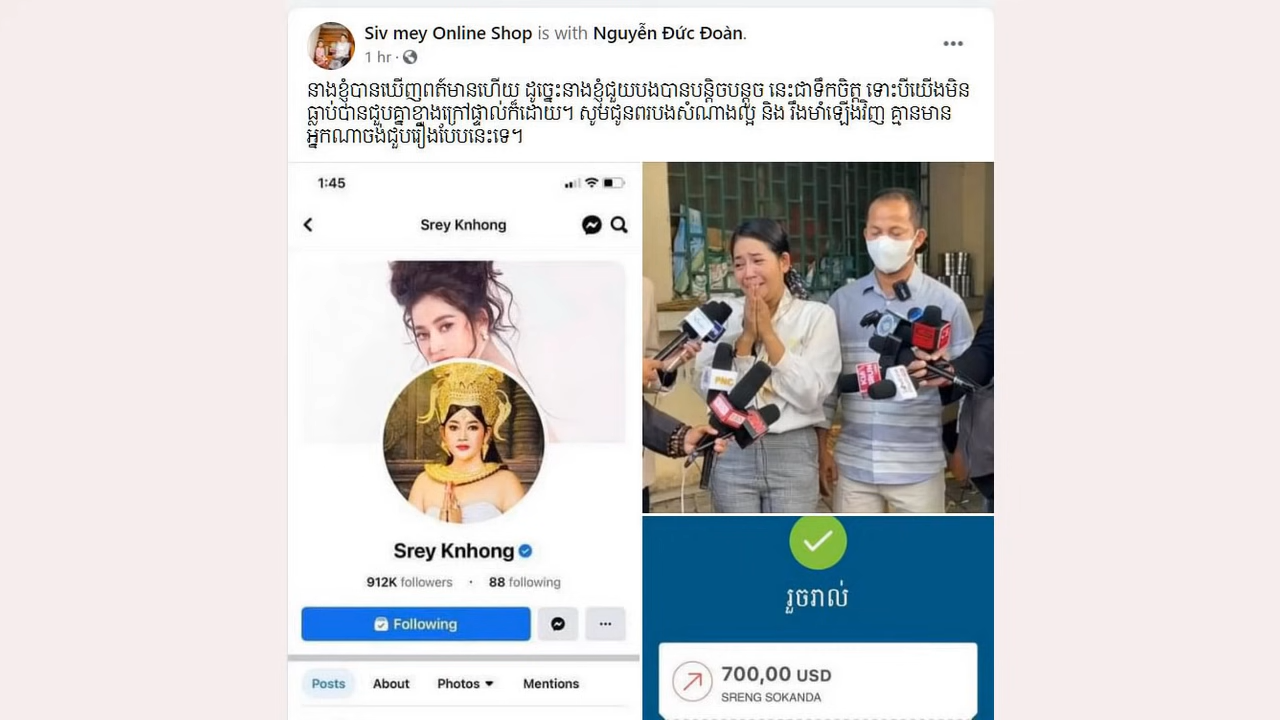 Siv mey Online Shop is with Nguyễn Đức Đoàn.
1 hr ·
នាងខ្ញុំបានឃើញពត៌មានហើយ ដូច្នេះនាងខ្ញុំជួយបងបានបន្តិចបន្តួច នេះជាទឹកចិត្ត ទោះបីយើងមិន
ធ្លាប់បានជួបគ្នាខាងក្រៅផ្ទាល់ក៏ដោយ។ សូមជូនពរបងសំណាងល្អ និង រឹងមាំឡើងវិញ គ្មានមាន
អ្នកណាចង់ជួបរឿងបែបនេះទេ។
1:45
Srey Knhong
Srey Knhong
912K followers · 88 following
Following
Posts About Photos Mentions
PNC
រួចរាល់
700,00 USD
SRENG SOKANDA